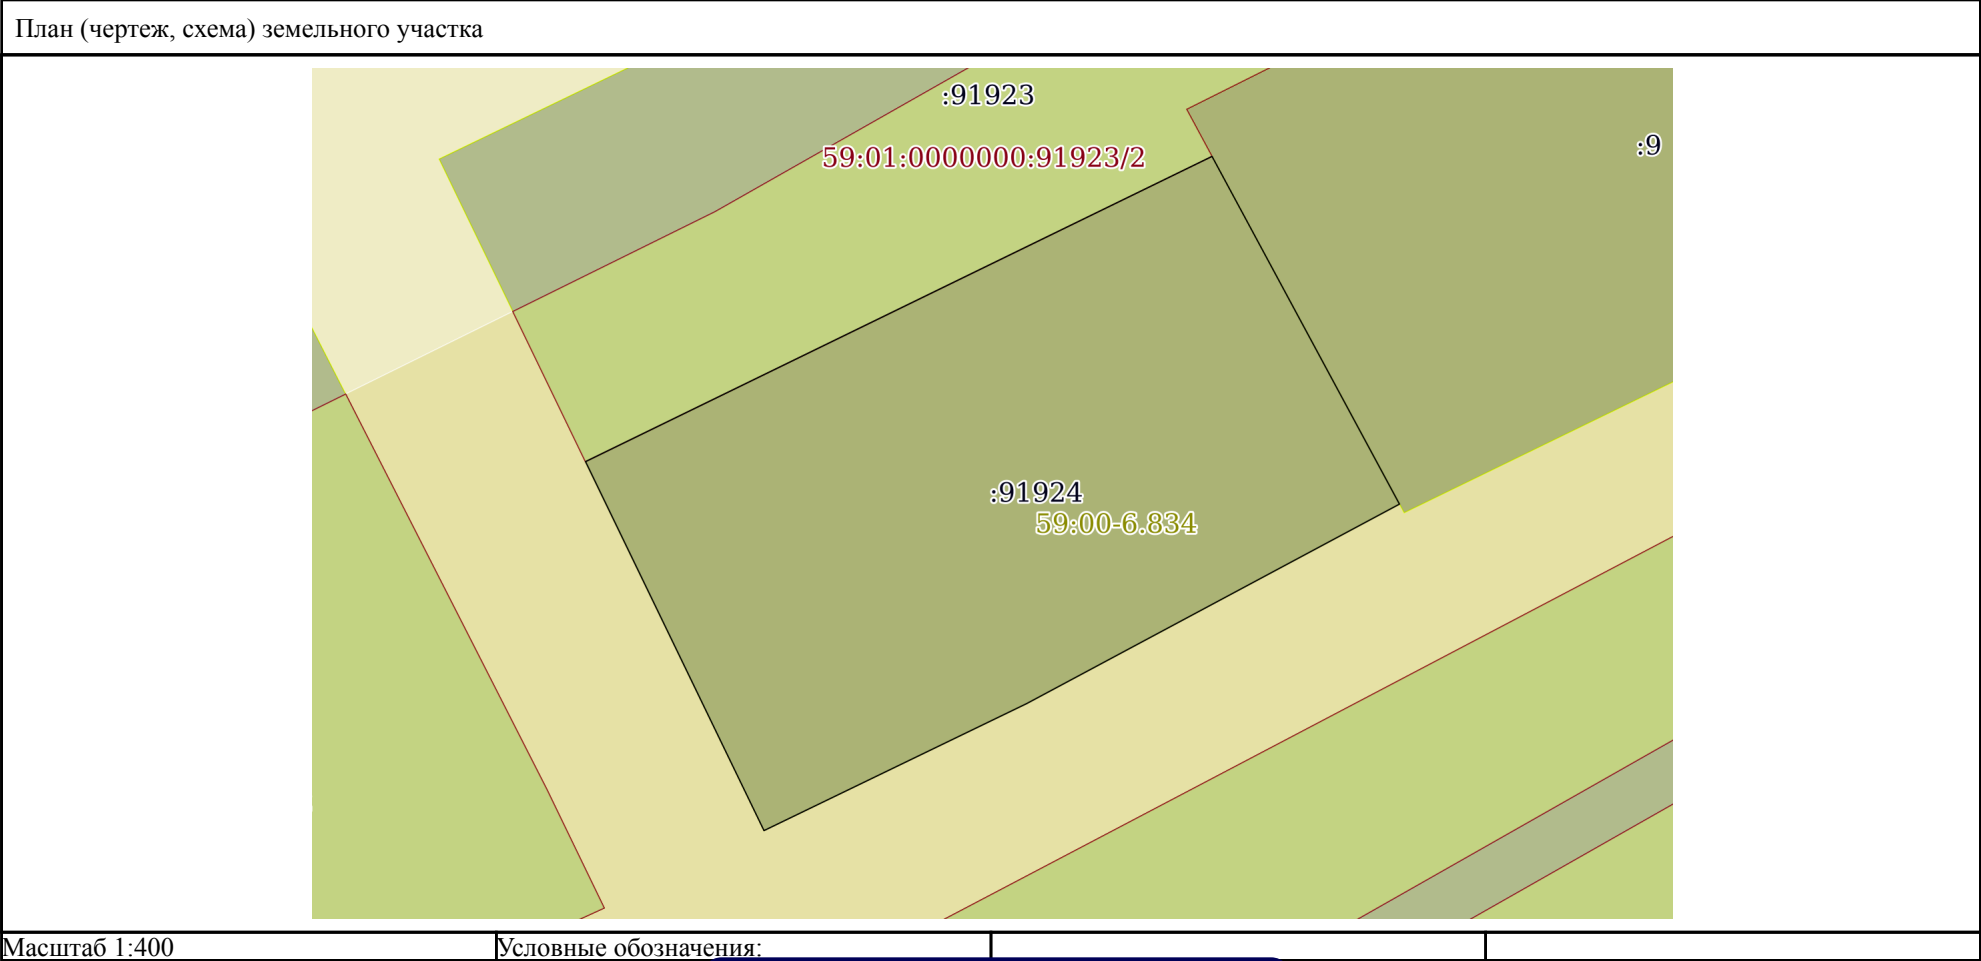 План (чертеж, схема) земельного участка
:91923
:9
59:01:0000000:91923/2
:91924
59:00-6.834
Масштаб 1:400
Условные обозначения: